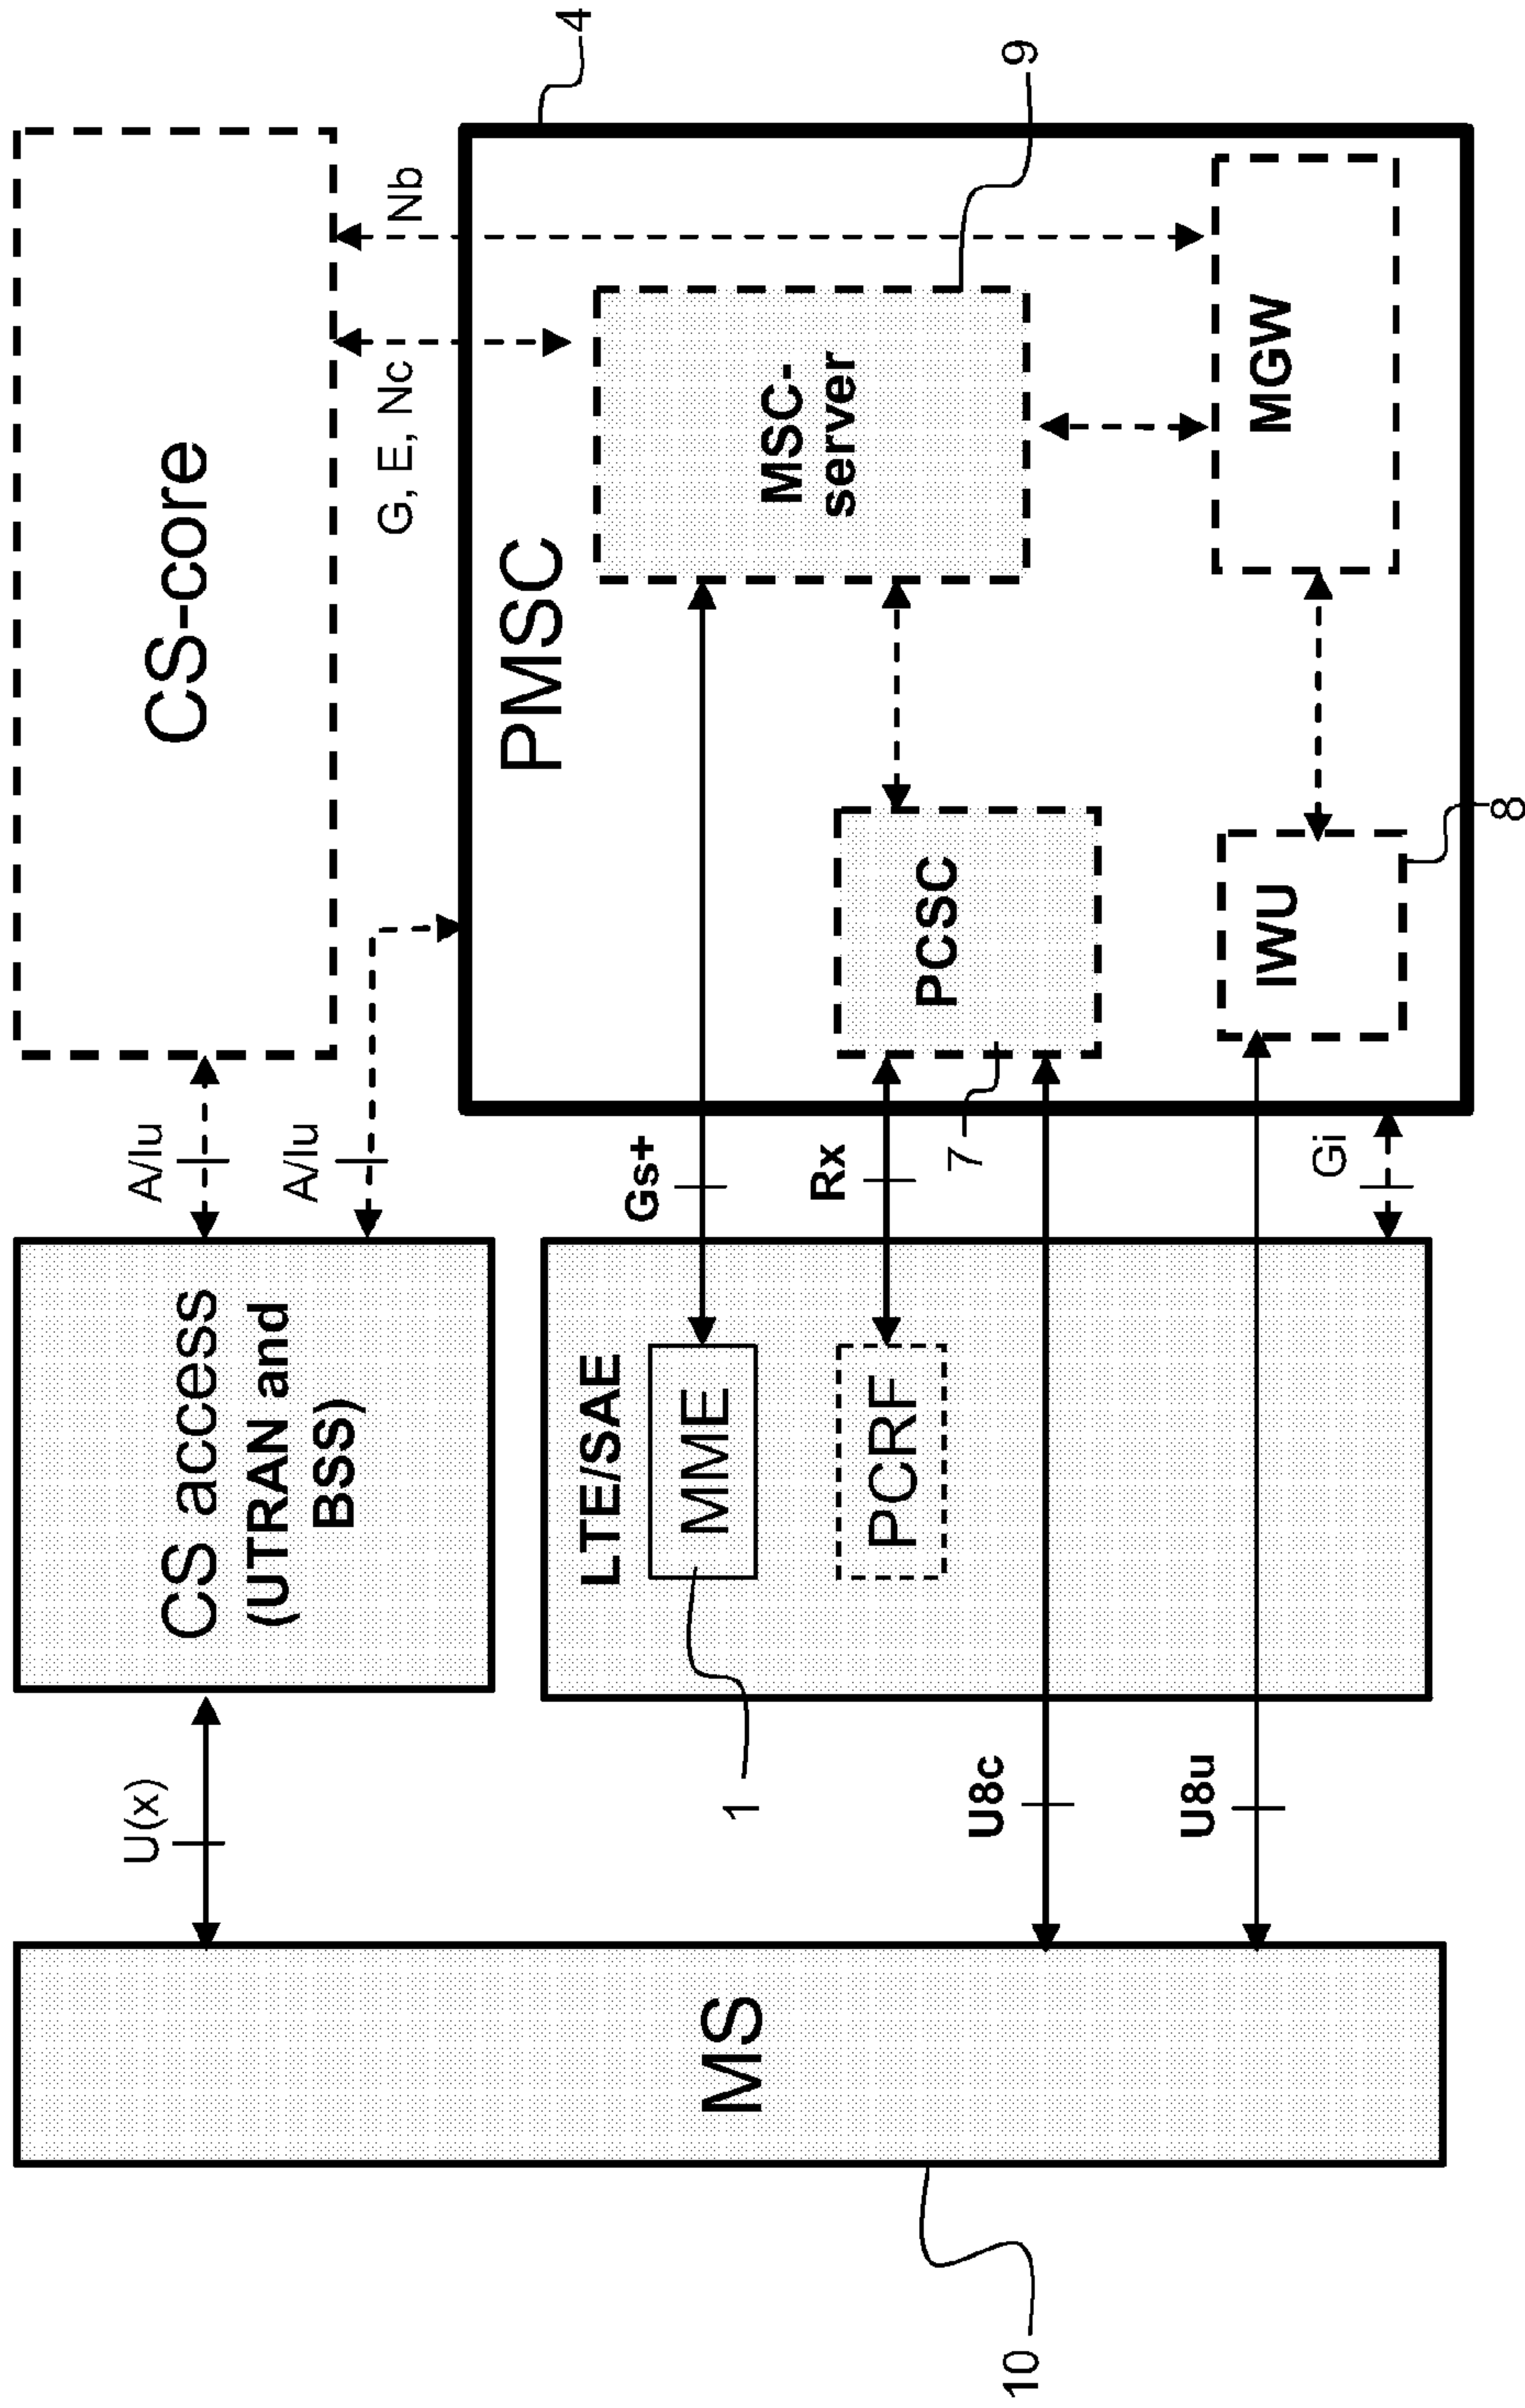 CS-core
4
A/Iu
Nb
G, E, Nc
CS access
(UTRAN and
BSS)
A/Iu
U(x)
PMSC
9
MSC-
server
Gs+
LTE/SAE
MME
1
MS
PCSC
Rx
PCRF
7
U8c
10
MGW
IWU
U8u
Gi
8